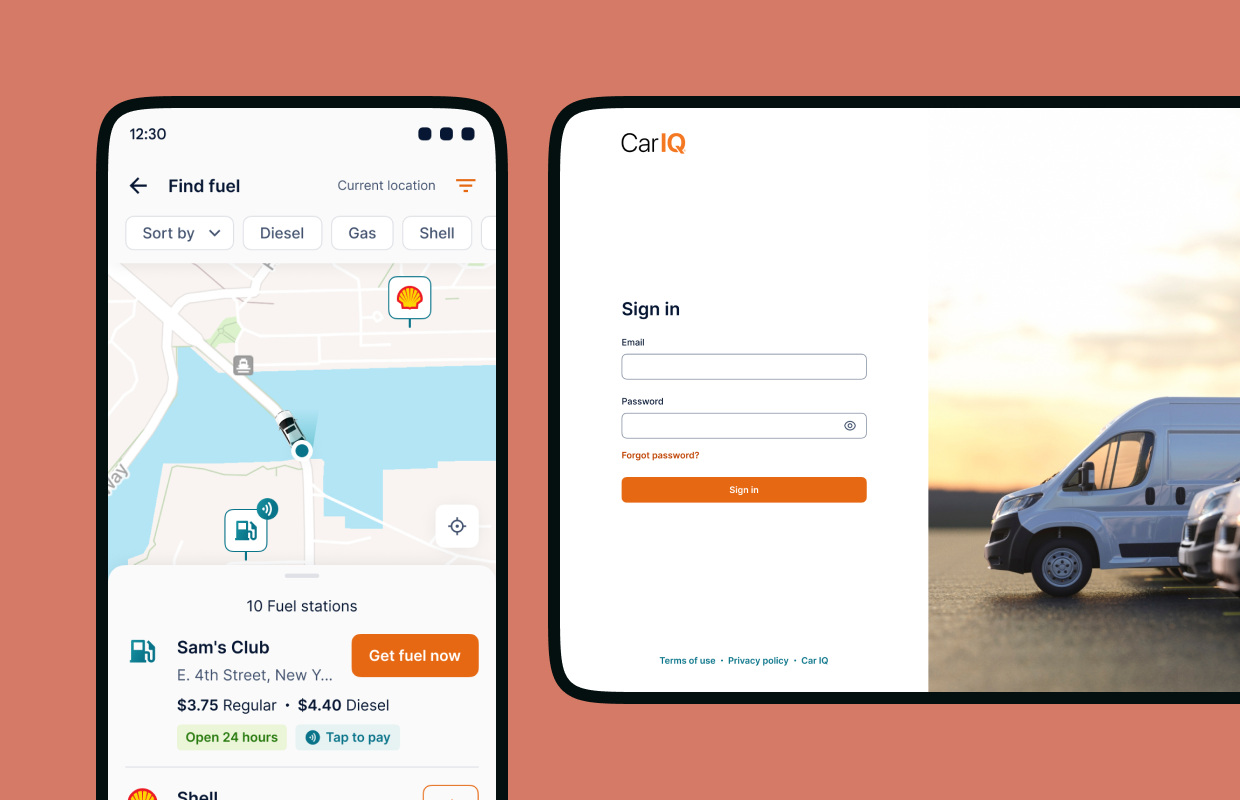 12:30
Find fuel
Current location
Sort by
Diesel
Gas
Shell
way
10 Fuel stations
Sam's Club
Get fuel now
E. 4th Street, New Y...
$3.75 Regular • $4.40 Diesel
Open 24 hours
Tap to pay
Shell
CarIQ
Sign in
Email
Password
Forgot password?
Sign in
Terms of use • Privacy policy • Car IQ